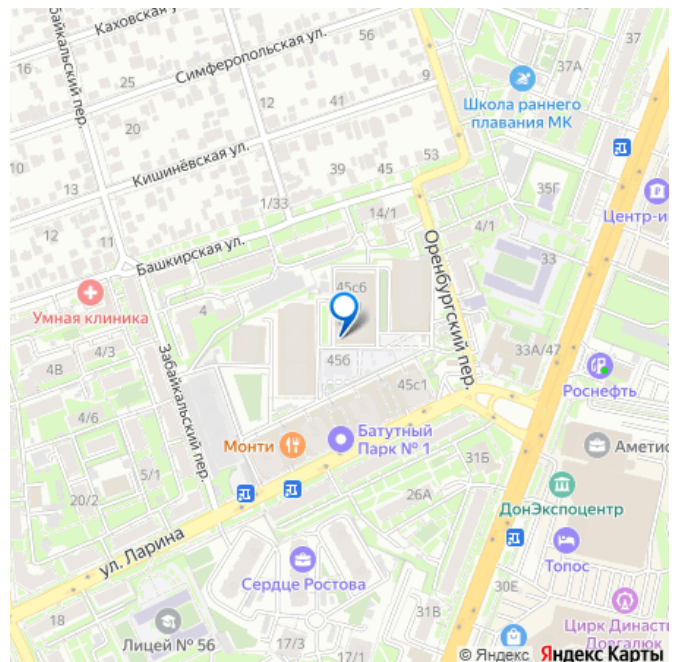 Каховская ул.
56
37
16
Симферопольская ул.
37А
25
9
Школа раннего
плавания МК
12
41
20
Забайкальский пер.
Кишинёвская ул.
10
39
45
53
35Г
13
1/33
14/1
Центр-и
12
11
4/1
Башкирская ул.
Оренбургский пер.
33
45с6
Умная клиника
4
4/3
4В
45б
33А/47
Роснефть
Забайкальский пер.
45с1
4/6
Монти
Батутный
Парк № 1
31Б
Аметис
5/1
20/2
26А
ДонЭкспоцентр
ул. Ларина
Топос
Сердце Ростова
30Е
18
31В
Цирк Династи
Довгалюк
Лицей № 56
17/3
17/1
© Яндекс Яндекс Карты